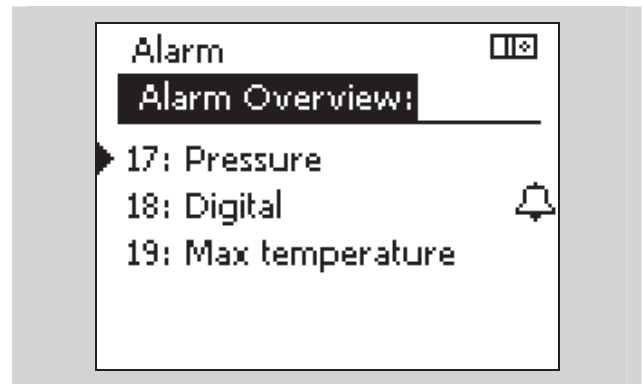 Alarm
Alarm Overview:
17: Pressure
18: Digital
19: Max temperature